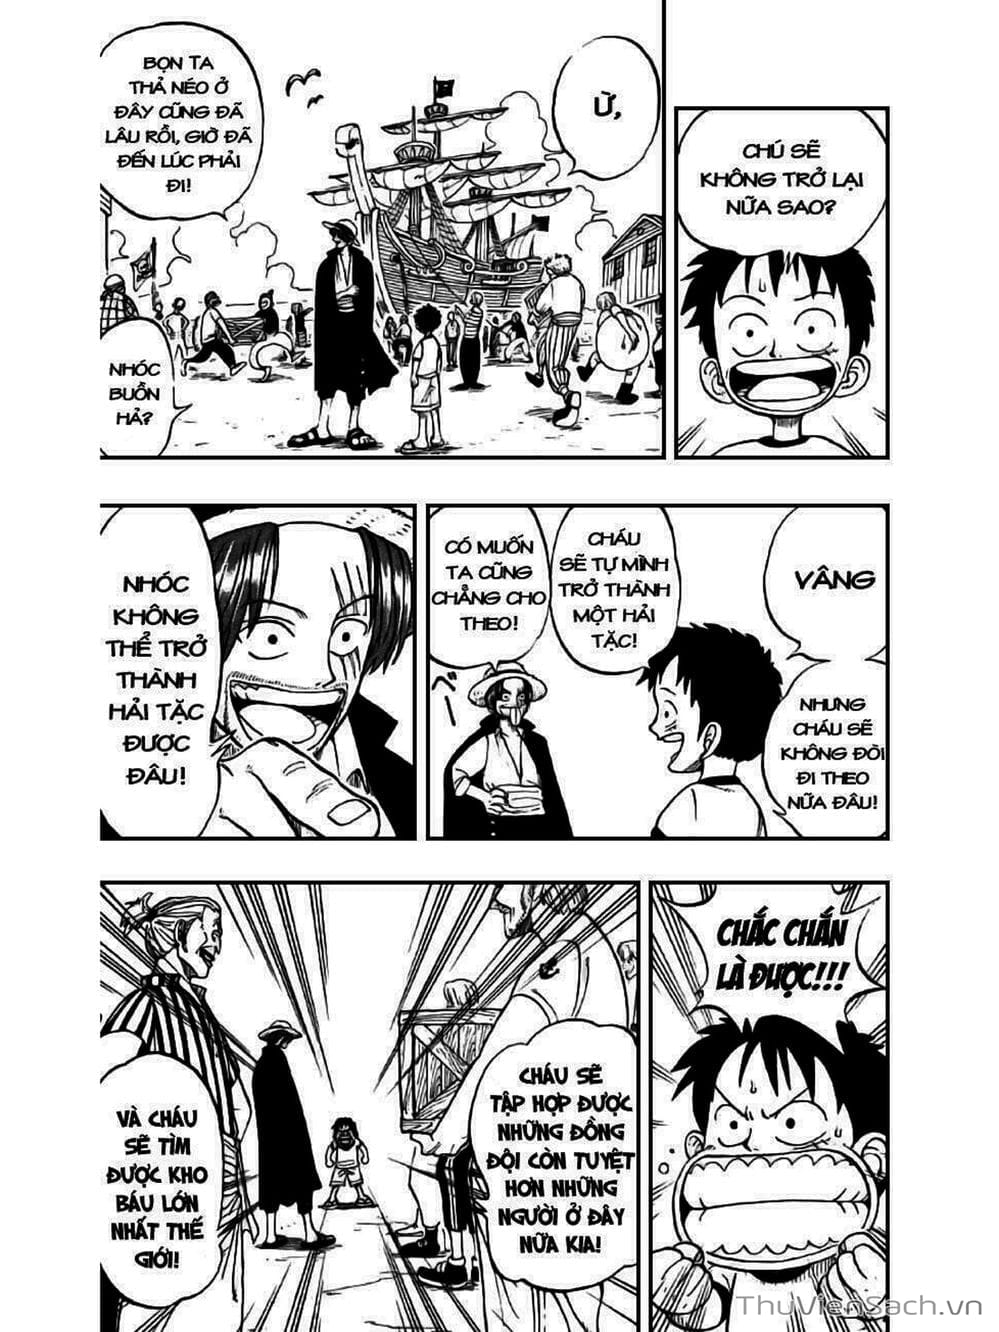 CHÚ SẼ
KHÔNG TRỞ LẠI
NỮA SAO?
Ừ,
BỌN TA
THẢ NÉO Ở
ĐÂY CŨNG ĐÃ
LÂU RỒI, GIỜ ĐÃ
ĐẾN LÚC PHẢI
ĐI!
NHÓC
BUỒN
HẢ?
VÂNG
NHƯNG
CHÁU SẼ
KHÔNG ĐÒI
ĐI THEO
NỮA ĐÂU!
CHÁU
SẼ TỰ MÌNH
TRỞ THÀNH
MỘT HẢI
TẶC!
CÓ MUỐN
TA CŨNG
CHẲNG CHO
THEO!
NHÓC
KHÔNG
THỂ TRỞ
THÀNH
HẢI TẶC
ĐƯỢC
ĐÂU!
CHẮC CHẮN
LÀ ĐƯỢC!!!
CHÁU SẼ
TẬP HỢP ĐƯỢC
NHỮNG ĐỒNG
ĐỘI CÒN TUYỆT
HƠN NHỮNG
NGƯỜI Ở ĐÂY
NỮA KIA!
VÀ CHÁU
SẼ TÌM
ĐƯỢC KHO
BÁU LỚN
NHẤT THẾ
GIỚI!
ThuVienSach.vn